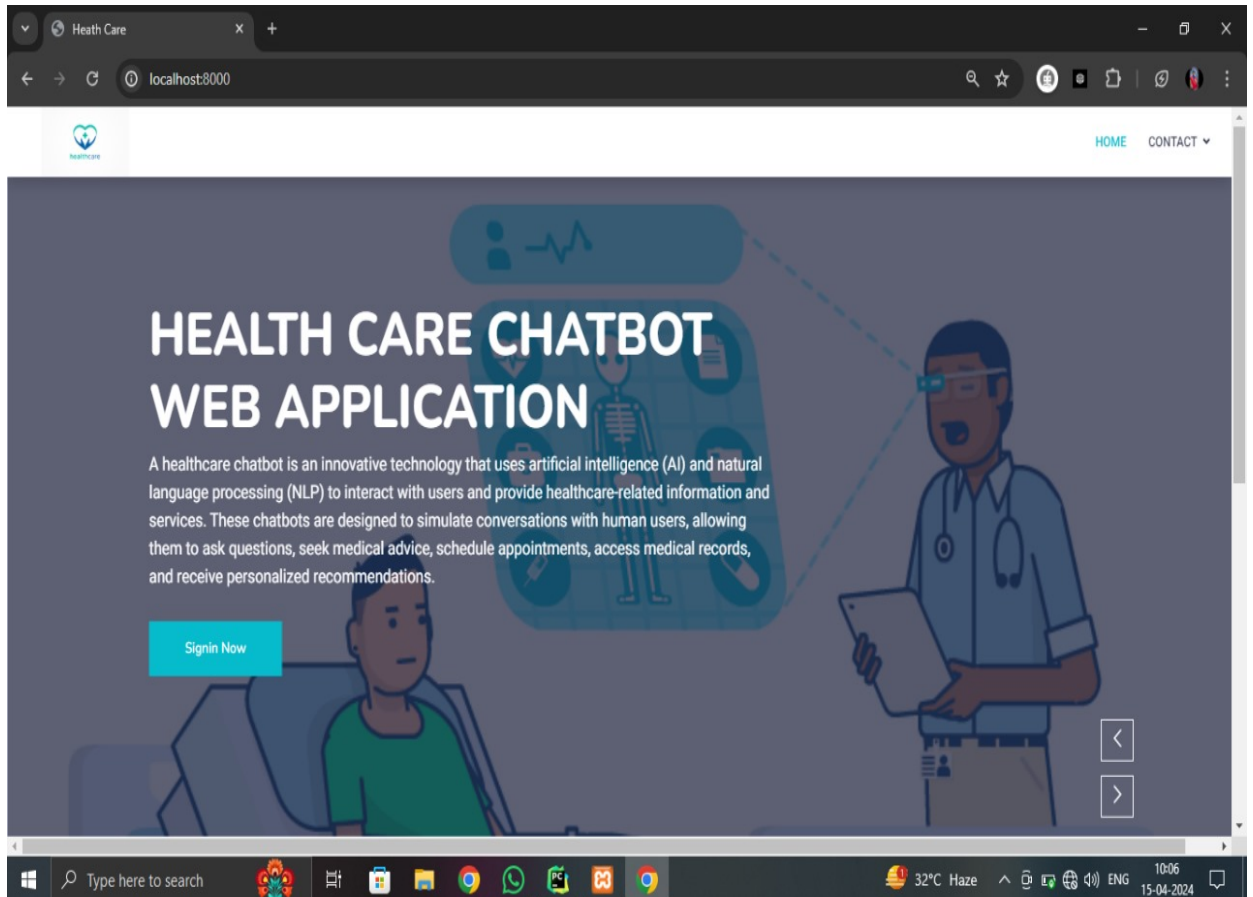 Heath Care
localhost:8000
healthcare
HOME CONTACT
HEALTH CARE CHATBOT
WEB APPLICATION
A healthcare chatbot is an innovative technology that uses artificial intelligence (AI) and natural
language processing (NLP) to interact with users and provide healthcare-related information and
services. These chatbots are designed to simulate conversations with human users, allowing
them to ask questions, seek medical advice, schedule appointments, access medical records,
and receive personalized recommendations.
Signin Now
Type here to search
PC
32°C Haze
ENG
10:06
15-04-2024